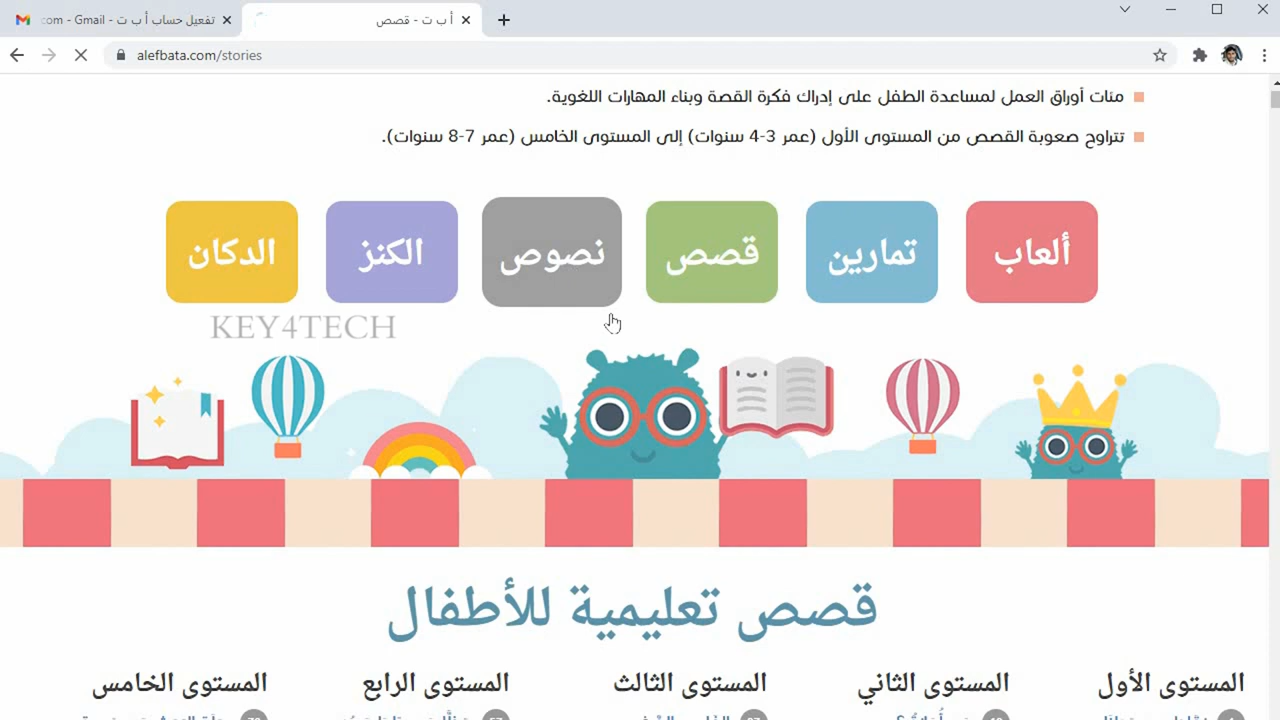 تفعيل حساب أ ب ت - com - Gmail
أ ب ت - قصص
alefbata.com/stories
مئات أوراق العمل لمساعدة الطفل على إدراك فكرة القصة وبناء المهارات اللغوية.
تتراوح صعوبة القصص من المستوى الأول (عمر 3-4 سنوات) إلى المستوى الخامس (عمر 7-8 سنوات).
ألعاب
تمارين
قصص
نصوص
الكنز
الدكان
KEY4TECH
قصص تعليمية للأطفال
المستوى الأول
المستوى الثاني
المستوى الثالث
المستوى الرابع
المستوى الخامس